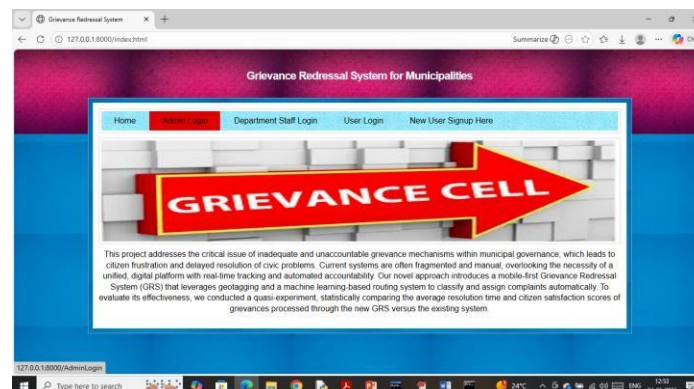 Grievance Redressal System
127.0.0.1:8000/index.html
Summarize
Grievance Redressal System for Municipalities
Home Admin Login Department Staff Login User Login New User Signup Here
GRIEVANCE CELL
This project addresses the critical issue of inadequate and unaccountable grievance mechanisms within municipal governance, which leads to
citizen frustration and delayed resolution of civic problems. Current systems are often fragmented and manual, overlooking the necessity of a
unified, digital platform with real-time tracking and automated accountability. Our novel approach introduces a mobile-first Grievance Redressal
System (GRS) that leverages geotagging and a machine learning-based routing system to classify and assign complaints automatically. To
evaluate its effectiveness, we conducted a quasi-experiment, statistically comparing the average resolution time and citizen satisfaction scores of
grievances processed through the new GRS versus the existing system.
127.0.0.1:8000/AdminLogin
Type here to search 24°C ENG 12:53